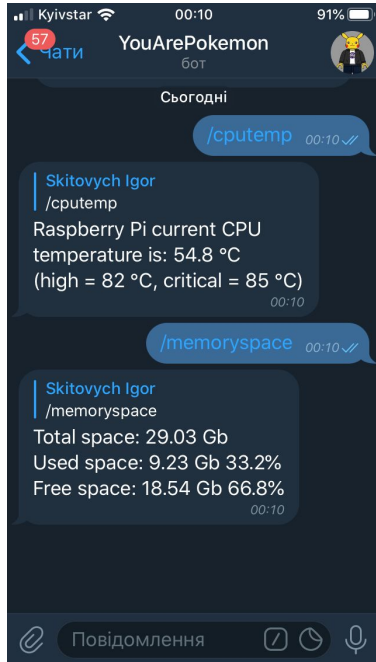 Kyivstar 00:10 91%
57
Чати YouArePokemon
бот
Сьогодні
/cputemp 00:10
Skitovych Igor
/cputemp
Raspberry Pi current CPU
temperature is: 54.8 °C
(high = 82 °C, critical = 85 °C)
00:10
/memoryspace 00:10
Skitovych Igor
/memoryspace
Total space: 29.03 Gb
Used space: 9.23 Gb 33.2%
Free space: 18.54 Gb 66.8%
00:10
Повідомлення